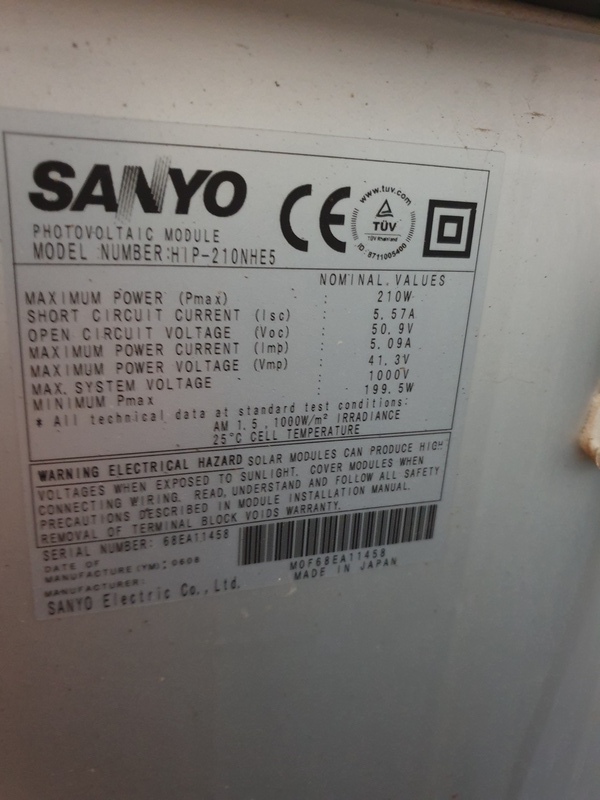 SANYO
PHOTOVOLTAIC MODULE
MODEL NUMBER:HIP-210NHE5
CE
www.tuv.com
TÜV
TÜV Rheinland
ID:8711005400
NOMINAL VALUES
MAXIMUM POWER (Pmax) : 210W
SHORT CIRCUIT CURRENT (Isc) : 5.57A
OPEN CIRCUIT VOLTAGE (Voc) : 50.9V
MAXIMUM POWER CURRENT (Imp) : 5.09A
MAXIMUM POWER VOLTAGE (Vmp) : 41.3V
MAX. SYSTEM VOLTAGE : 1000V
MINIMUM Pmax : 199.5W
* All technical data at standard test conditions:
AM 1.5, 1000W/m² IRRADIANCE
25°C CELL TEMPERATURE
WARNING ELECTRICAL HAZARD SOLAR MODULES CAN PRODUCE HIGH
VOLTAGES WHEN EXPOSED TO SUNLIGHT. COVER MODULES WHEN
CONNECTING WIRING. READ, UNDERSTAND AND FOLLOW ALL SAFETY
PRECAUTIONS DESCRIBED IN MODULE INSTALLATION MANUAL.
REMOVAL OF TERMINAL BLOCK VOIDS WARRANTY.
SERIAL NUMBER: 68EA11458
DATE OF
MANUFACTURE (YM): 0608
MANUFACTURER:
SANYO Electric Co., Ltd.
M0F68EA11458
MADE IN JAPAN